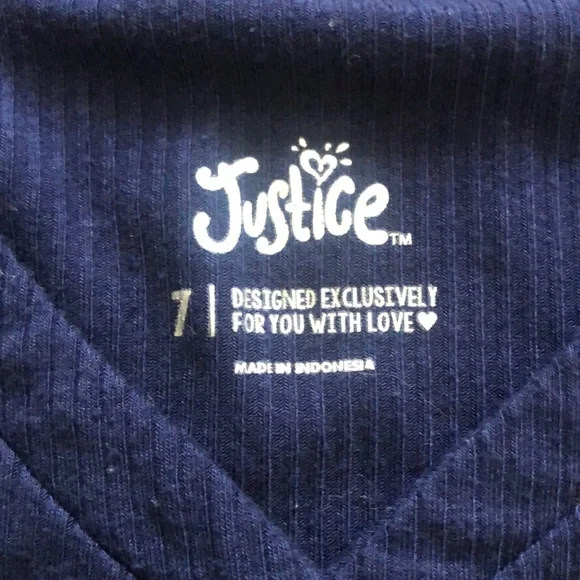 Justice™
7 | DESIGNED EXCLUSIVELY
FOR YOU WITH LOVE♥
MADE IN INDONESIA